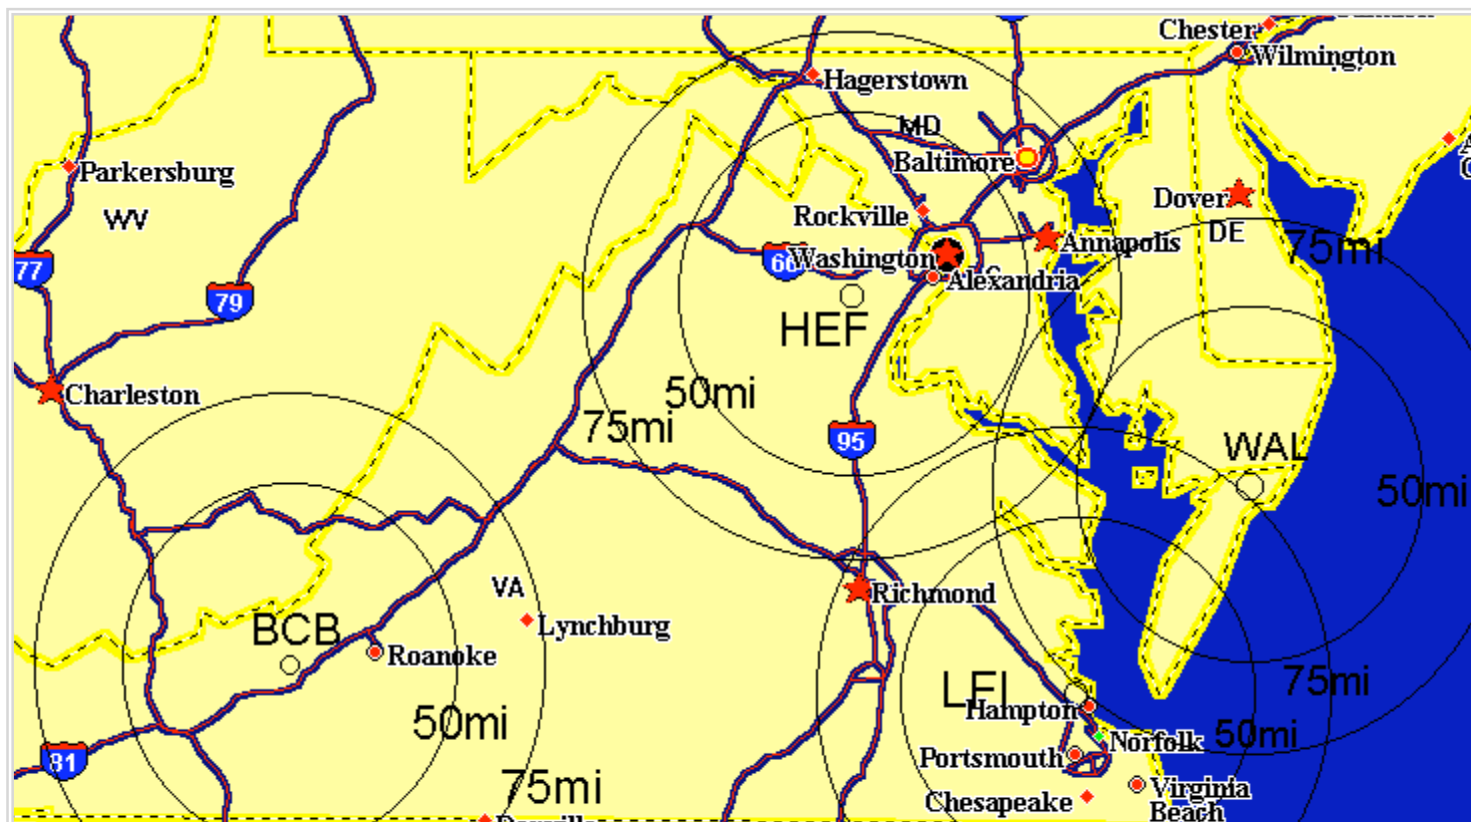 Chester
Wilmington
Hagerstown
MD
Baltimore
Parkersburg
WV
Rockville
Dover
DE
75mi
Washington
66
Annapolis
Alexandria
77
79
HEF
Charleston
50mi
75mi
95
WAL
50mi
VA
Richmond
BCB
Lynchburg
Roanoke
LFI
75mi
Hampton
50mi
50mi
Norfolk
Portsmouth
81
75mi
Chesapeake
Virginia
Beach